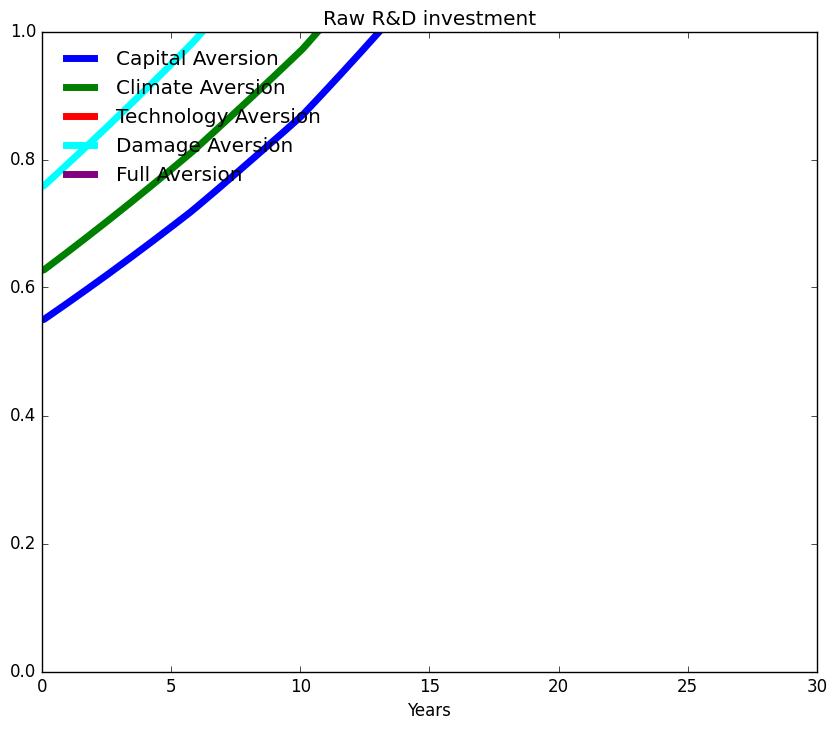 Raw R&D investment
1.0
Capital Aversion
Climate Aversion
Technology Aversion
Damage Aversion
Full Aversion
0.8
0.6
0.4
0.2
0.0
0 5 10 15 20 25 30
Years